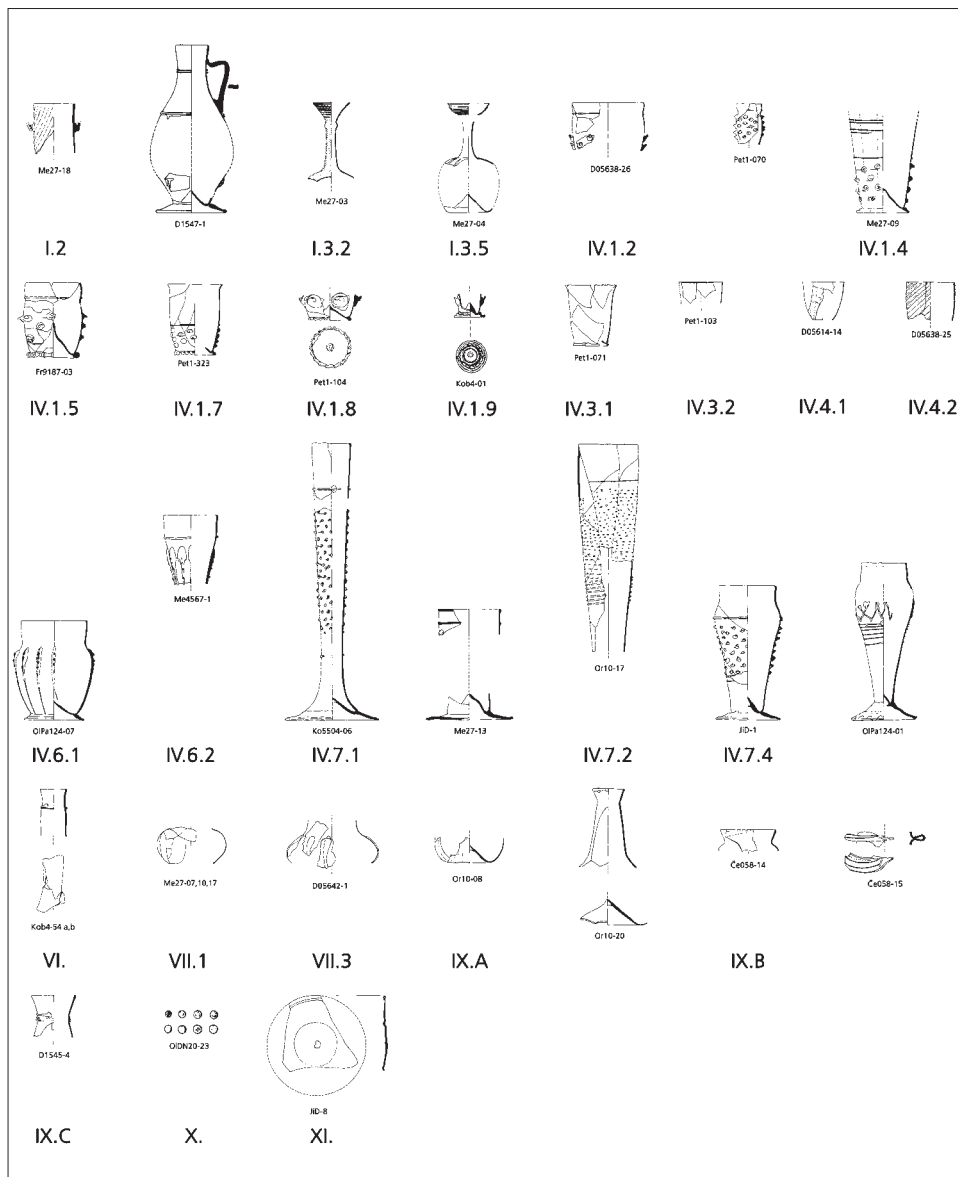 Me27-18
D1547-1
Me27-03
Me27-04
D05638-26
Pet1-070
Me27-09
I.2
I.3.2
I.3.5
IV.1.2
IV.1.4
Fr9187-03
Pet1-323
Pet1-104
Kob4-01
Pet1-071
Pet1-103
D05614-14
D05638-25
IV.1.5
IV.1.7
IV.1.8
IV.1.9
IV.3.1
IV.3.2
IV.4.1
IV.4.2
OlPa124-07
Me4567-1
Ko5504-06
Me27-13
Or10-17
JiD-1
OlPa124-01
IV.6.1
IV.6.2
IV.7.1
IV.7.2
IV.7.4
Kob4-54 a,b
Me27-07,10,17
D05642-1
Or10-08
Or10-20
Če058-14
Če058-15
VI.
VII.1
VII.3
IX.A
IX.B
D1545-4
OlDN20-23
JiD-8
IX.C
X.
XI.